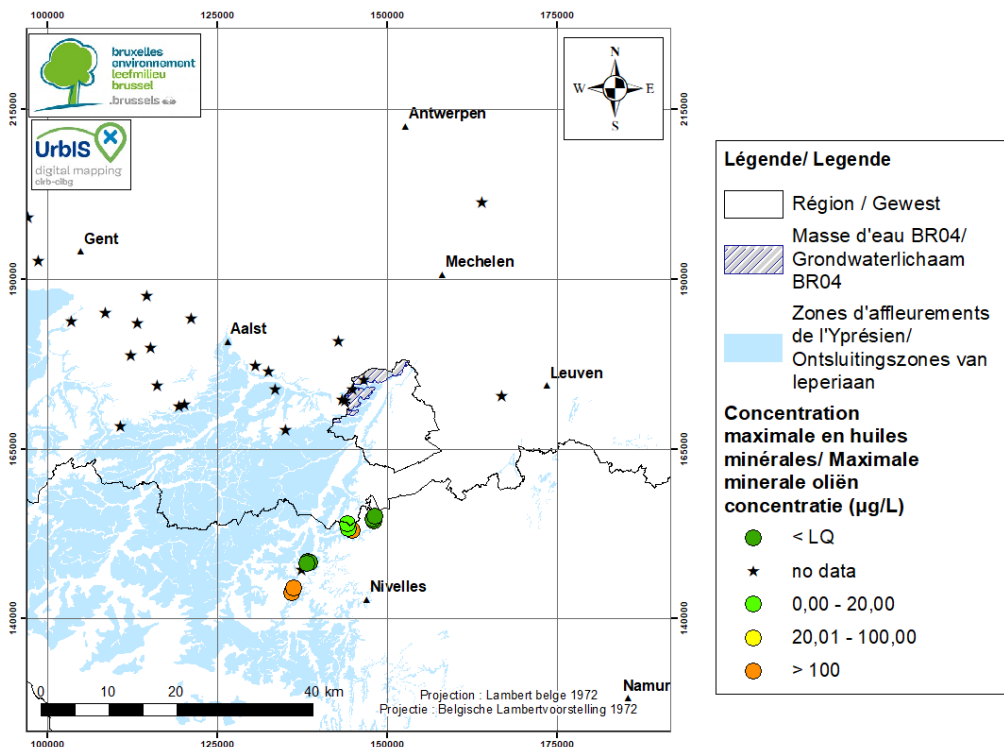 100000 125000 150000 175000
bruxelles
environnement
leefmilieu
brussel
.brussels
UrbIS
digital mapping
cirb-cibg
N
W E
S
215000 215000
190000 190000
165000 165000
140000 140000
Antwerpen
Gent
Mechelen
Aalst
Leuven
Nivelles
Namur
0 10 20 40 km
Projection : Lambert belge 1972
Projectie : Belgische Lambertvoorstelling 1972
100000 125000 150000 175000
Légende/ Legende
Région / Gewest
Masse d'eau BR04/
Grondwaterlichaam
BR04
Zones d'affleurements
de l'Yprésien/
Ontsluitingszones van
Ieperiaan
Concentration
maximale en huiles
minérales/ Maximale
minerale oliën
concentratie (µg/L)
< LQ
no data
0,00 - 20,00
20,01 - 100,00
> 100